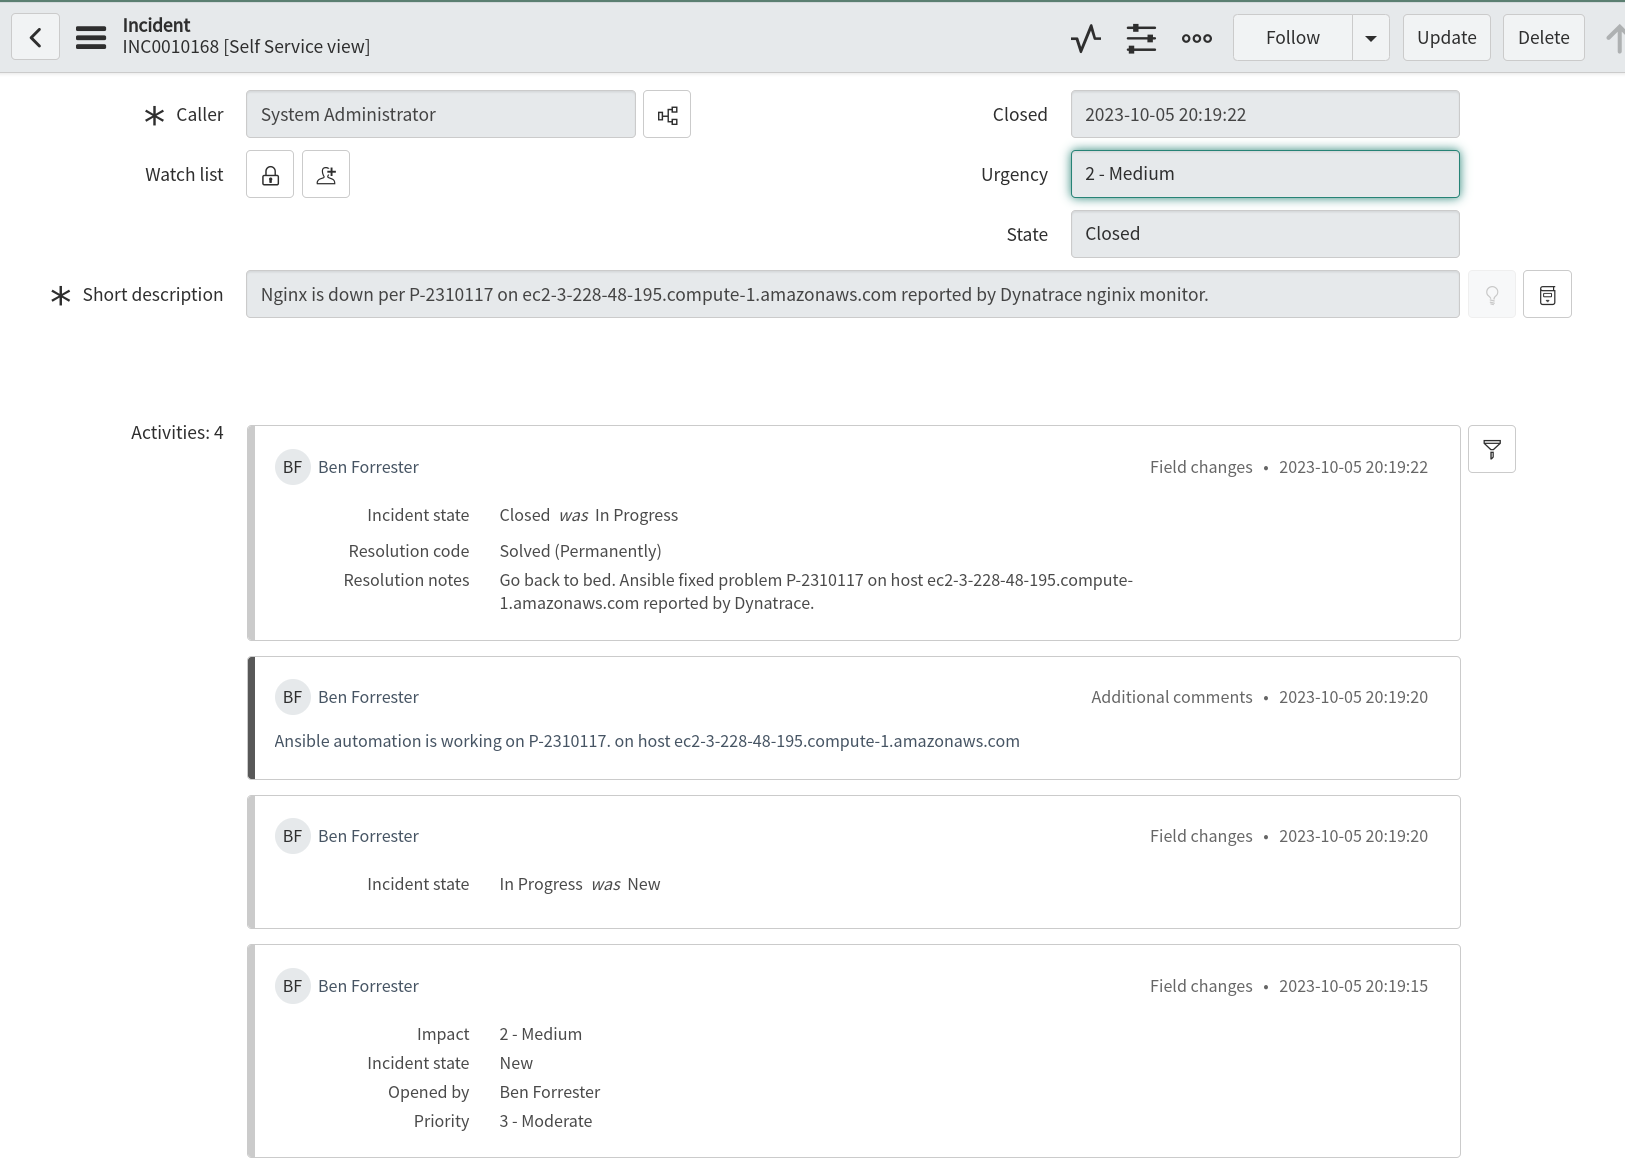 Incident
INC0010168 [Self Service view]
Follow
Update
Delete
Caller
System Administrator
Closed
2023-10-05 20:19:22
Watch list
Urgency
2 - Medium
State
Closed
Short description
Nginx is down per P-2310117 on ec2-3-228-48-195.compute-1.amazonaws.com reported by Dynatrace nginix monitor.
Activities: 4
BF Ben Forrester
Field changes • 2023-10-05 20:19:22
Incident state Closed was In Progress
Resolution code Solved (Permanently)
Resolution notes Go back to bed. Ansible fixed problem P-2310117 on host ec2-3-228-48-195.compute-
1.amazonaws.com reported by Dynatrace.
BF Ben Forrester
Additional comments • 2023-10-05 20:19:20
Ansible automation is working on P-2310117. on host ec2-3-228-48-195.compute-1.amazonaws.com
BF Ben Forrester
Field changes • 2023-10-05 20:19:20
Incident state In Progress was New
BF Ben Forrester
Field changes • 2023-10-05 20:19:15
Impact 2 - Medium
Incident state New
Opened by Ben Forrester
Priority 3 - Moderate